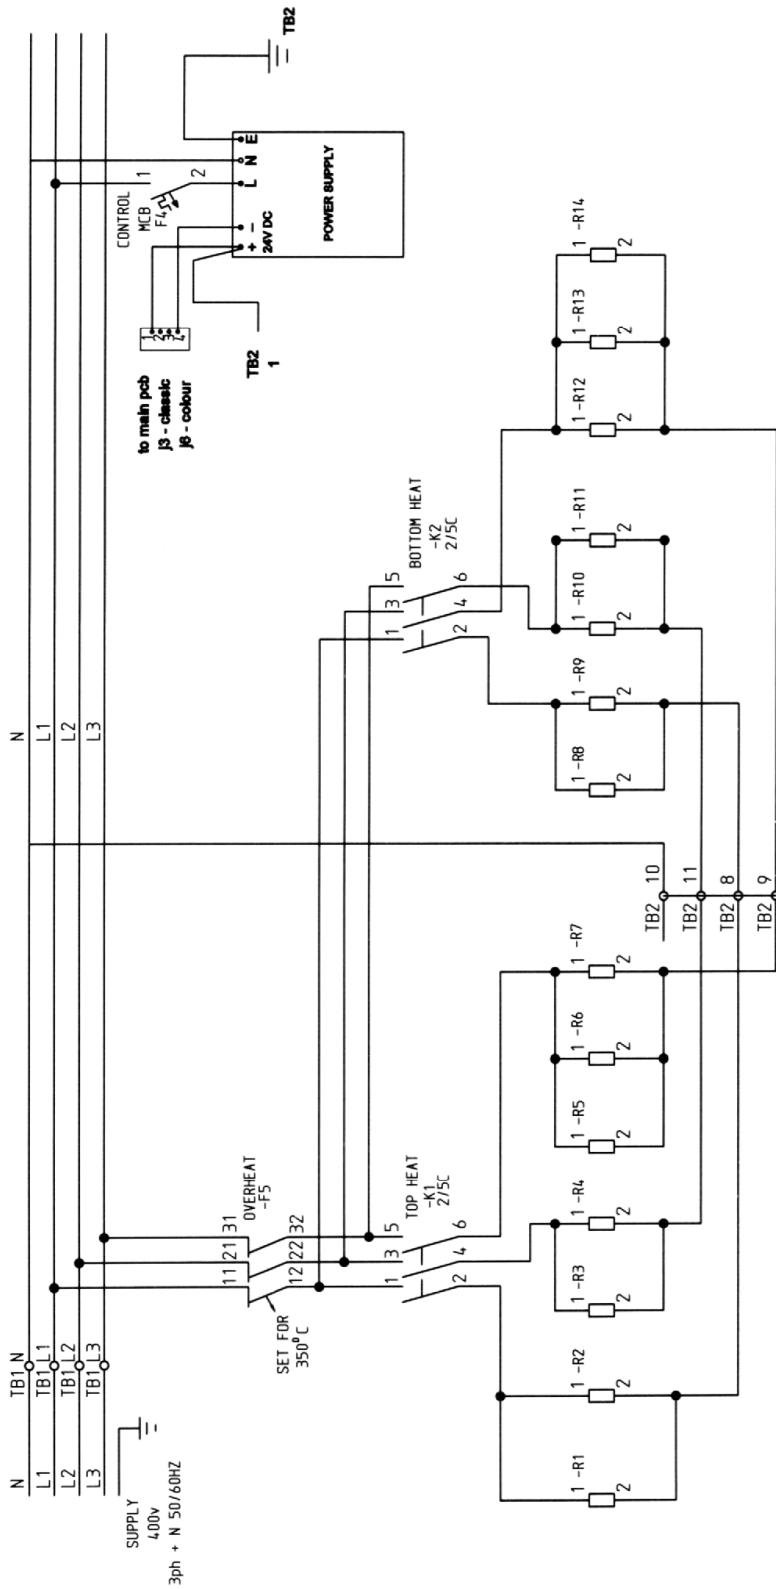 N
TB1 N
N
L1
TB1 L1
L1
L2
TB1 L2
L2
L3
TB1 L3
L3
SUPPLY
400v
3ph + N 50/60HZ
CONTROL
MCB
F4
1
2
TB2
to main pcb
j3 - classic
j6 - colour
1
2
3
4
+ - L N E
24V DC
TB2
1
POWER SUPPLY
OVERHEAT
-F5
11 21 31
12 22 32
SET FOR
350°C
TOP HEAT
-K1
2/5C
1 3 5
2 4 6
BOTTOM HEAT
-K2
2/5C
1 3 5
2 4 6
1 -R1
2
1 -R2
2
1 -R3
2
1 -R4
2
1 -R5
2
1 -R6
2
1 -R7
2
1 -R8
2
1 -R9
2
1 -R10
2
1 -R11
2
1 -R12
2
1 -R13
2
1 -R14
2
TB2 10
TB2 11
TB2 8
TB2 9